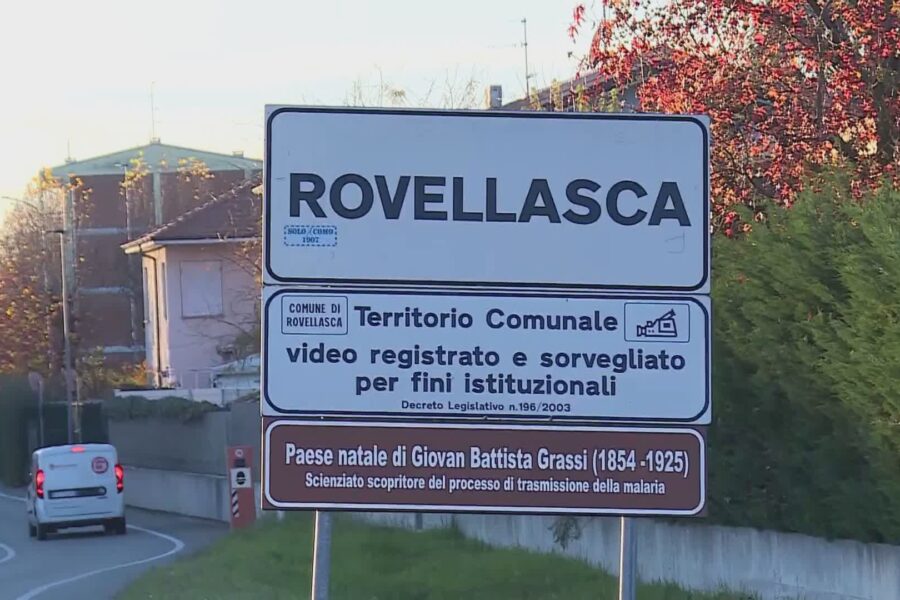 ROVELLASCA
SOLO COMO
1907
COMUNE DI
ROVELLASCA
Territorio Comunale
video registrato e sorvegliato
per fini istituzionali
Decreto Legislativo n.196/2003
Paese natale di Giovan Battista Grassi (1854 -1925)
Scienziato scopritore del processo di trasmissione della malaria